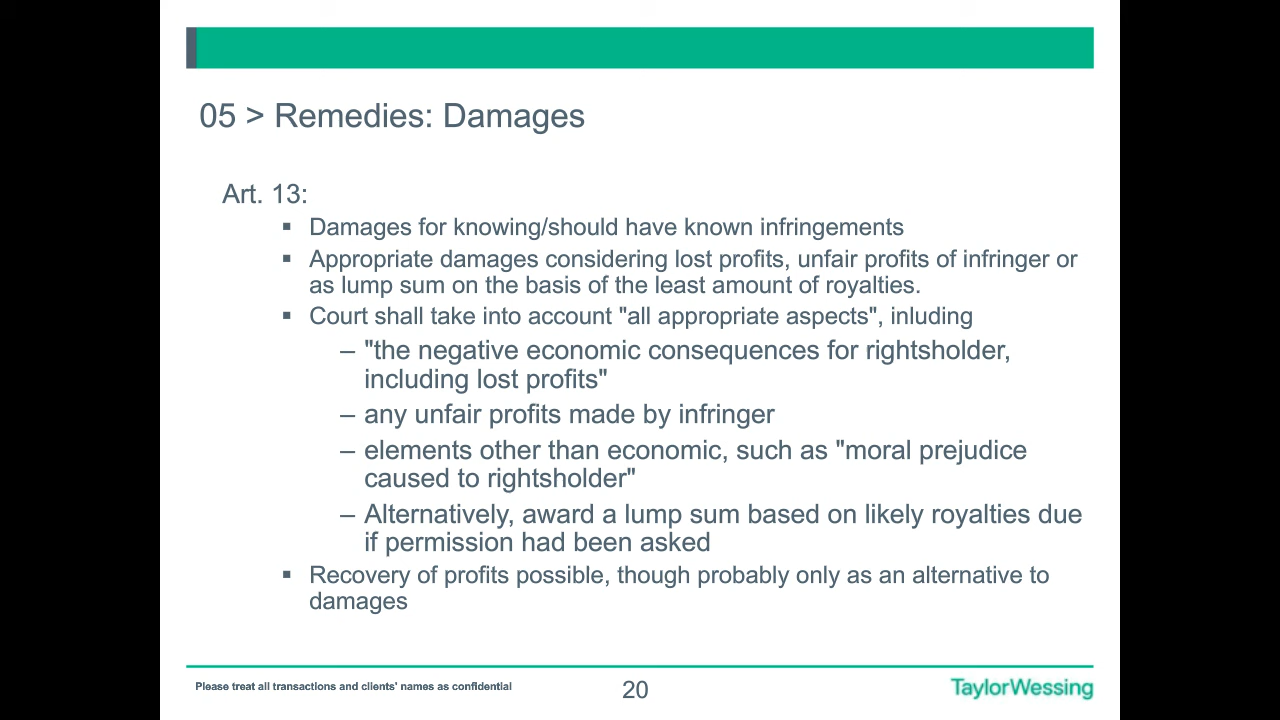 05 > Remedies: Damages
Art. 13:
▪ Damages for knowing/should have known infringements
▪ Appropriate damages considering lost profits, unfair profits of infringer or
as lump sum on the basis of the least amount of royalties.
▪ Court shall take into account "all appropriate aspects", inluding
– "the negative economic consequences for rightsholder,
including lost profits"
– any unfair profits made by infringer
– elements other than economic, such as "moral prejudice
caused to rightsholder"
– Alternatively, award a lump sum based on likely royalties due
if permission had been asked
▪ Recovery of profits possible, though probably only as an alternative to
damages
Please treat all transactions and clients' names as confidential
20
TaylorWessing